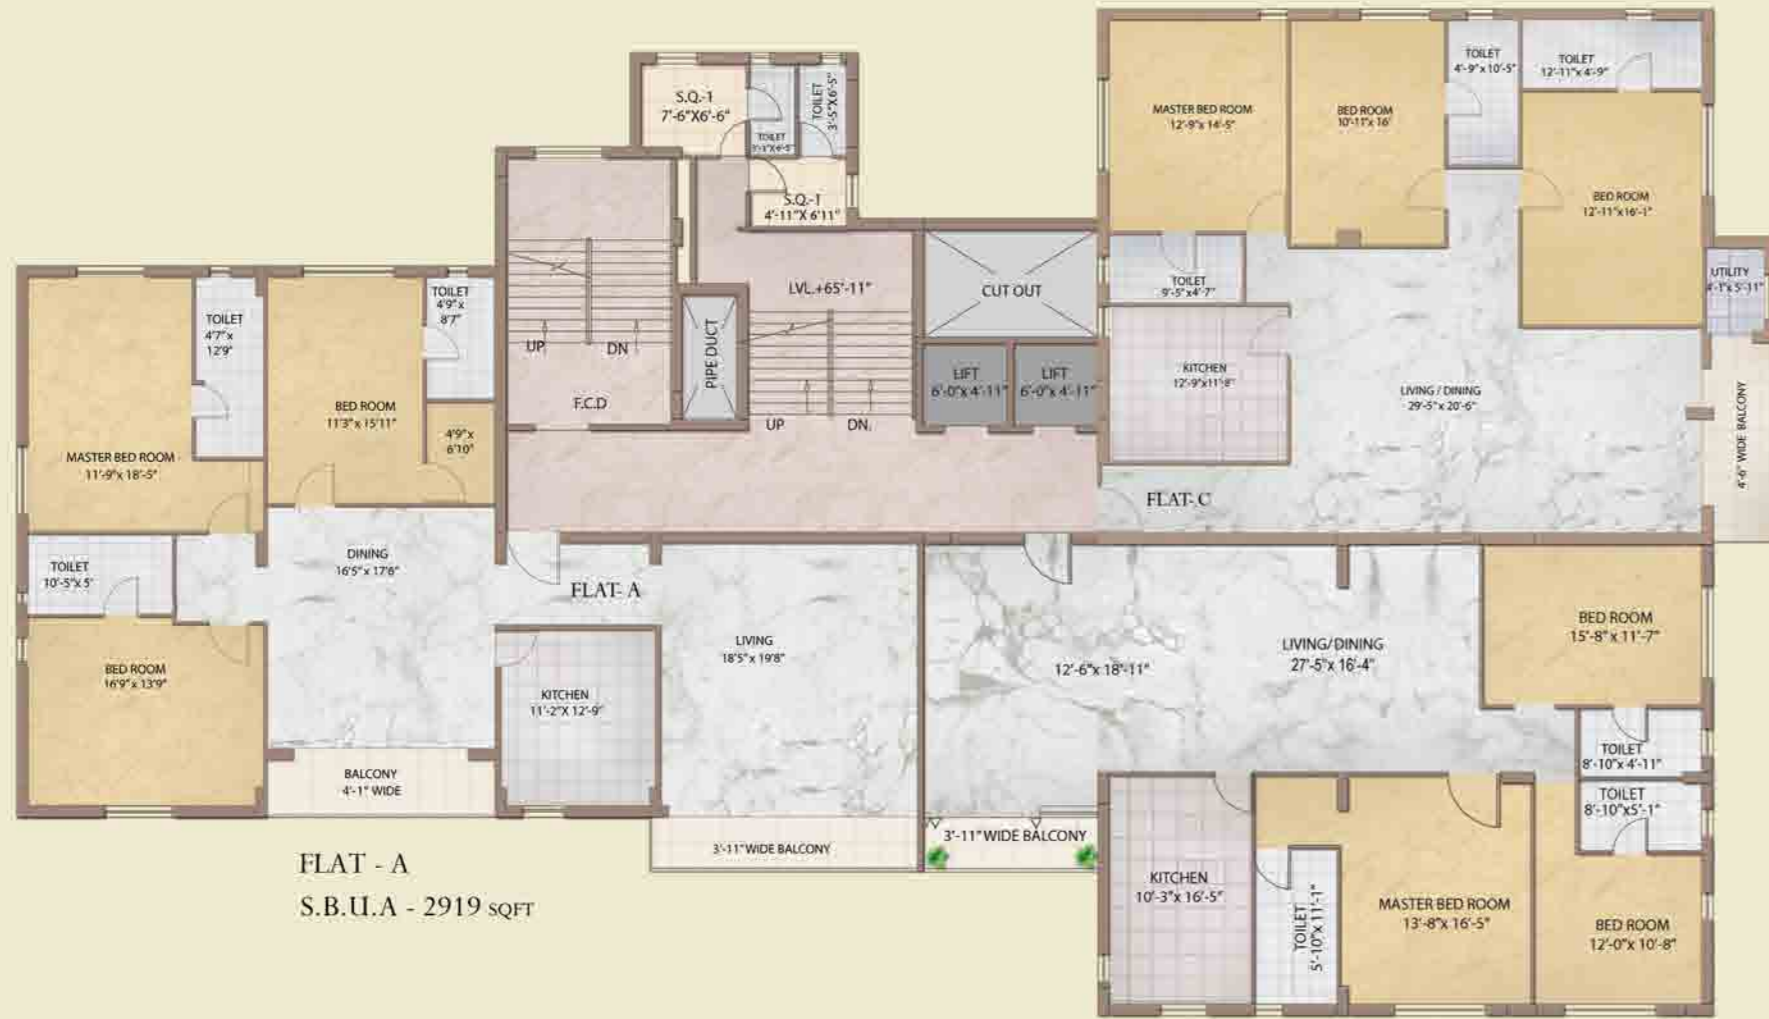 S.Q.-1
7'-6"X6'-6"
TOILET
TOILET
3'-5"X6'-5"
S.Q.-1
4'-11"X 6'11"
MASTER BED ROOM
12'-9"x 14'-5"
BED ROOM
10'-11"x 16'
TOILET
4'-9"x 10'-5"
TOILET
12'-11"x 4'-9"
BED ROOM
12'-11"x16'-1"
UTILITY
4'-1"x 5'-11"
TOILET
9'-5"x4'-7"
KITCHEN
12'-9"x11'-8"
LIVING / DINING
29'-5"x 20'-6"
4'-6" WIDE BALCONY
FLAT-C
CUT OUT
LIFT
6'-0"x 4'-11"
LIFT
6'-0"x 4'-11"
LVL.+65'-11"
PIPE DUCT
UP
DN
F.C.D
UP
DN.
TOILET
4'7"x
12'9"
MASTER BED ROOM
11'-9"x 18'-5"
BED ROOM
11'3"x 15'11"
TOILET
4'9"x
8'7"
4'9"x
6'10"
TOILET
10'-5"x 5'
DINING
16'5"x 17'6"
FLAT- A
BED ROOM
16'9"x 13'9"
BALCONY
4'-1" WIDE
KITCHEN
11'-2"X 12'-9"
LIVING
18'5"x 19'8"
3'-11" WIDE BALCONY
12'-6"x 18'-11"
LIVING/DINING
27'-5"x 16'-4"
BED ROOM
15'-8"x 11'-7"
TOILET
8'-10"x 4'-11"
TOILET
8'-10"x5'-1"
3'-11" WIDE BALCONY
KITCHEN
10'-3"x 16'-5"
TOILET
5'-10"x 11'-1"
MASTER BED ROOM
13'-8"x 16'-5"
BED ROOM
12'-0"x 10'-8"
FLAT - A
S.B.U.A - 2919 SQFT